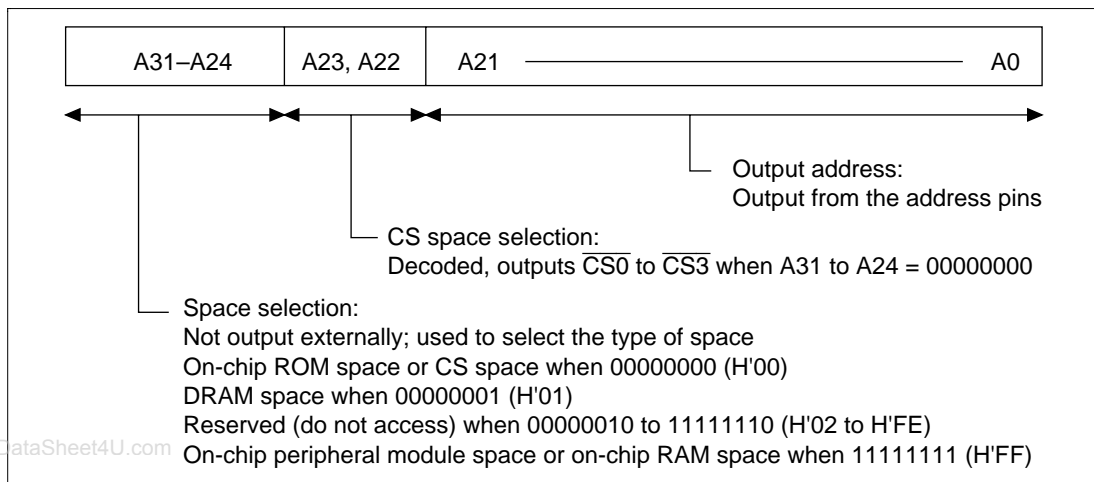 A31–A24 A23, A22 A21 A0
Output address:
Output from the address pins
CS space selection:
Decoded, outputs C̅S̅0̅ to C̅S̅3̅ when A31 to A24 = 00000000
Space selection:
Not output externally; used to select the type of space
On-chip ROM space or CS space when 00000000 (H'00)
DRAM space when 00000001 (H'01)
Reserved (do not access) when 00000010 to 11111110 (H'02 to H'FE)
DataSheet4U.com
On-chip peripheral module space or on-chip RAM space when 11111111 (H'FF)